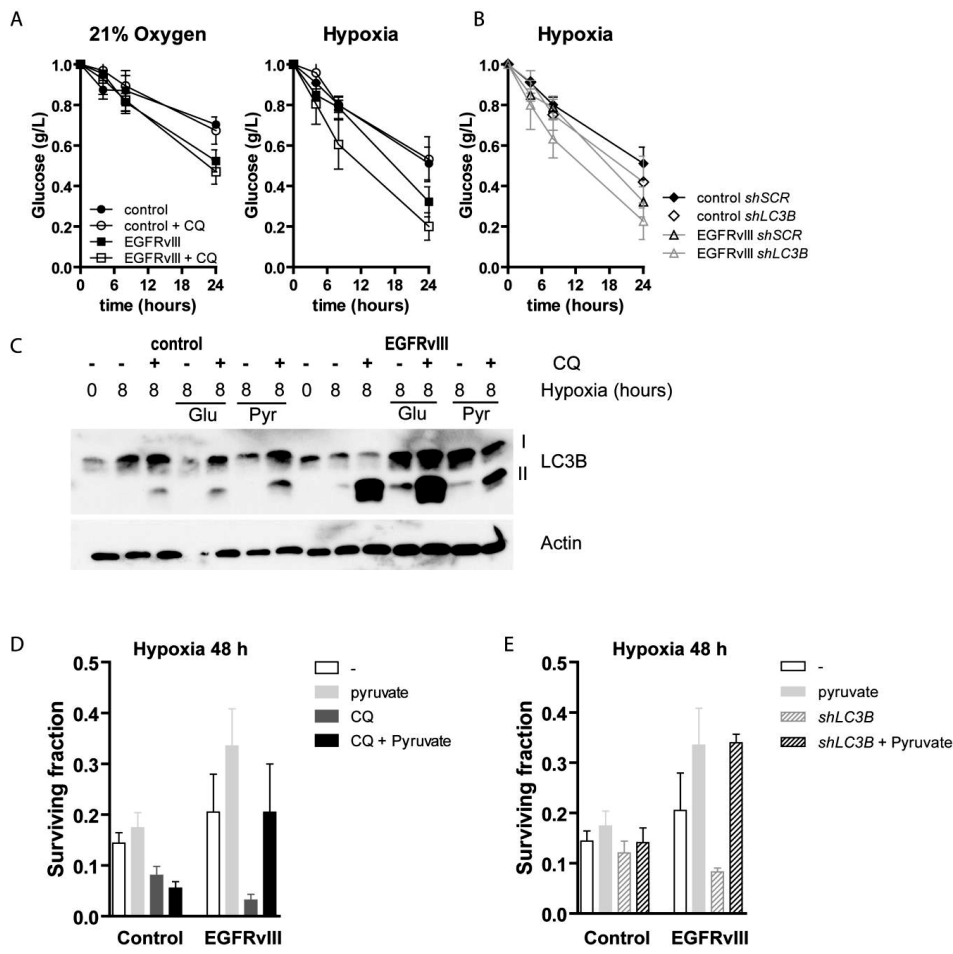 A
B
21% Oxygen
Hypoxia
Hypoxia
Glucose (g/L)
1.0
0.8
0.6
0.4
0.2
0.0
control
control + CQ
EGFRvIII
EGFRvIII + CQ
0 6 12 18 24
time (hours)
Glucose (g/L)
1.0
0.8
0.6
0.4
0.2
0.0
0 6 12 18 24
time (hours)
Glucose (g/L)
1.0
0.8
0.6
0.4
0.2
0.0
0 6 12 18 24
time (hours)
control shSCR
control shLC3B
EGFRvIII shSCR
EGFRvIII shLC3B
C
control EGFRvIII
- - + - + - + - - + - + - + CQ
0 8 8 8 8 8 8 0 8 8 8 8 8 8 Hypoxia (hours)
Glu Pyr Glu Pyr
I
II
LC3B
Actin
D
Hypoxia 48 h
Surviving fraction
0.5
0.4
0.3
0.2
0.1
0.0
Control EGFRvIII
-
pyruvate
CQ
CQ + Pyruvate
E
Hypoxia 48 h
Surviving fraction
0.5
0.4
0.3
0.2
0.1
0.0
Control EGFRvIII
-
pyruvate
shLC3B
shLC3B + Pyruvate